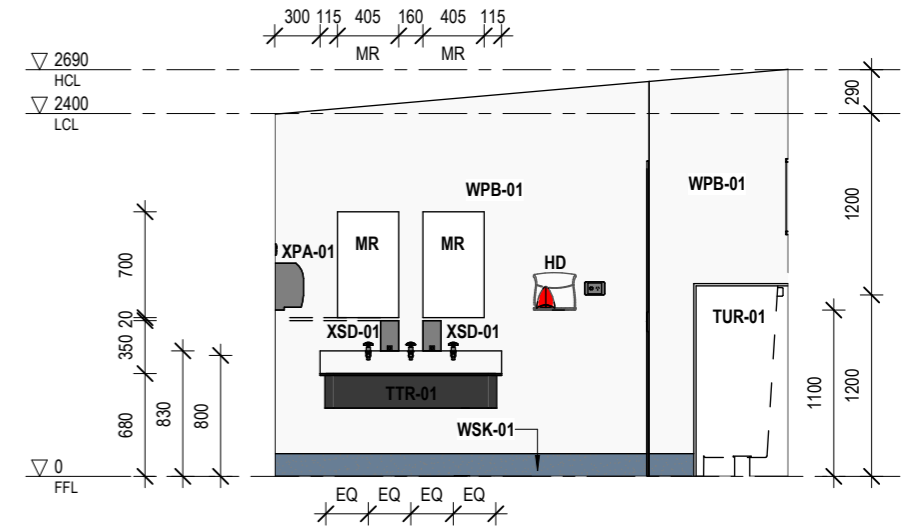 300 115 405 160 405 115
MR MR
2690
HCL
2400
LCL
290
WPB-01
WPB-01
1200
700
XPA-01
MR
MR
HD
20
XSD-01
XSD-01
TUR-01
350
TTR-01
1100
1200
680
830
800
WSK-01
0
FFL
EQ EQ EQ EQ